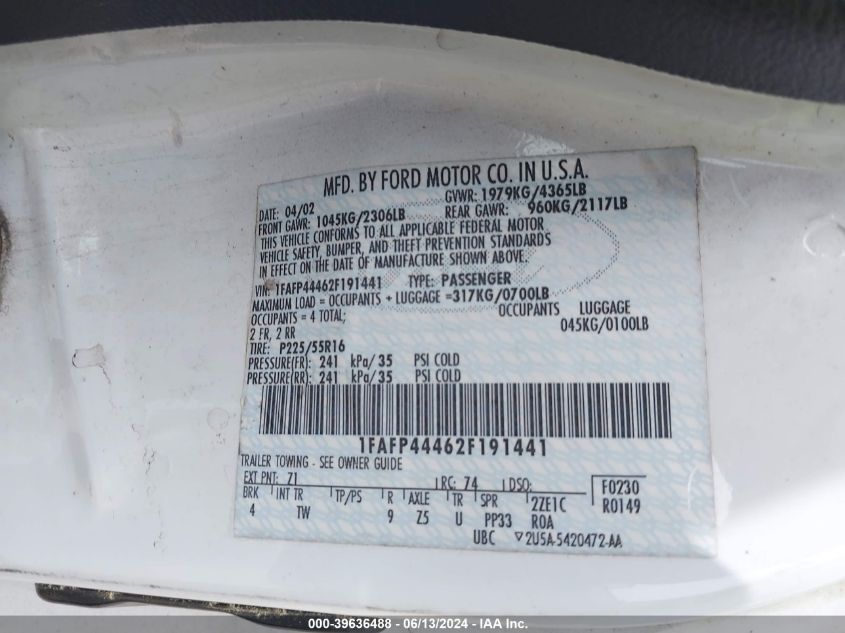 MFD. BY FORD MOTOR CO. IN U.S.A.
DATE: 04/02 GVWR: 1979KG/4365LB
FRONT GAWR: 1045KG/2306LB REAR GAWR: 960KG/2117LB
THIS VEHICLE CONFORMS TO ALL APPLICABLE FEDERAL MOTOR
VEHICLE SAFETY, BUMPER, AND THEFT PREVENTION STANDARDS
IN EFFECT ON THE DATE OF MANUFACTURE SHOWN ABOVE.
VIN: 1FAFP44462F191441 TYPE: PASSENGER
MAXIMUM LOAD = OCCUPANTS + LUGGAGE =317KG/0700LB
OCCUPANTS = 4 TOTAL; OCCUPANTS LUGGAGE
2 FR, 2 RR 045KG/0100LB
TIRE: P225/55R16
PRESSURE(FR): 241 kPa/35 PSI COLD
PRESSURE(RR): 241 kPa/35 PSI COLD
1FAFP44462F191441
TRAILER TOWING - SEE OWNER GUIDE
EXT PNT: Z1 RC: 74 DSO: F0230
BRK INT TR TP/PS R AXLE TR SPR 2ZE1C R0149
4 TW 9 Z5 U PP33 ROA
UBC ▽2U5A-5420472-AA
000-39636488 - 06/13/2024 - IAA Inc.